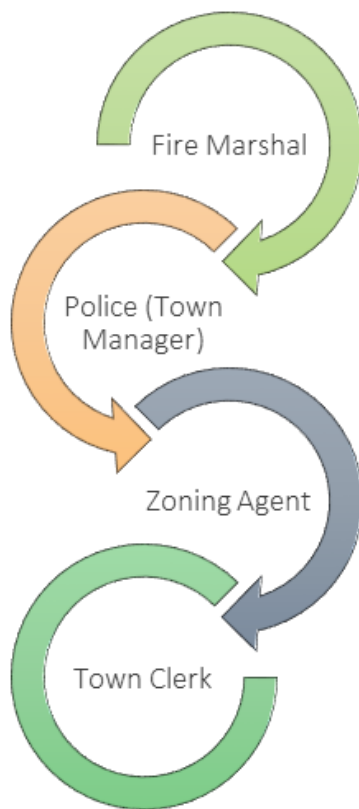 Fire Marshal
Police (Town
Manager)
Zoning Agent
Town Clerk